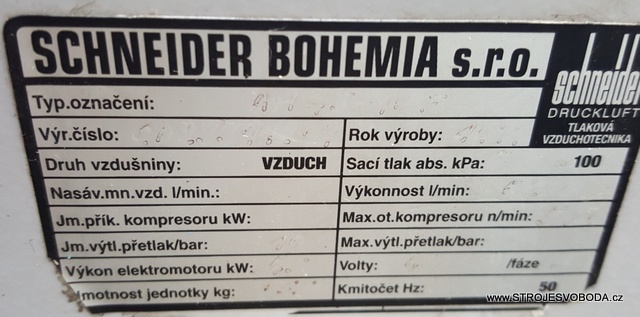 SCHNEIDER BOHEMIA s.r.o.
schneider
DRUCKLUFT
TLAKOVÁ
VZDUCHOTECHNIKA
Typ.označení:
Výr.číslo: Rok výroby:
Druh vzdušniny: VZDUCH Sací tlak abs. kPa: 100
Nasáv.mn.vzd. l/min.: Výkonnost l/min:
Jm.přík. kompresoru kW: Max.ot.kompresoru n/min:
Jm.výtl.přetlak/bar: Max.výtl.přetlak/bar:
Výkon elektromotoru kW: Volty: /fáze
motnost jednotky kg: Kmitočet Hz: 50
www.STROJESVOBODA.cz